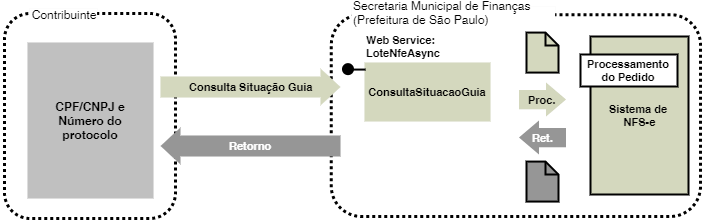 Contribuinte
Secretaria Municipal de Finanças
(Prefeitura de São Paulo)
Web Service:
LoteNfeAsync
CPF/CNPJ e
Número do
protocolo
Consulta Situação Guia
ConsultaSituacaoGuia
Proc.
Processamento
do Pedido
Sistema de
NFS-e
Retorno
Ret.